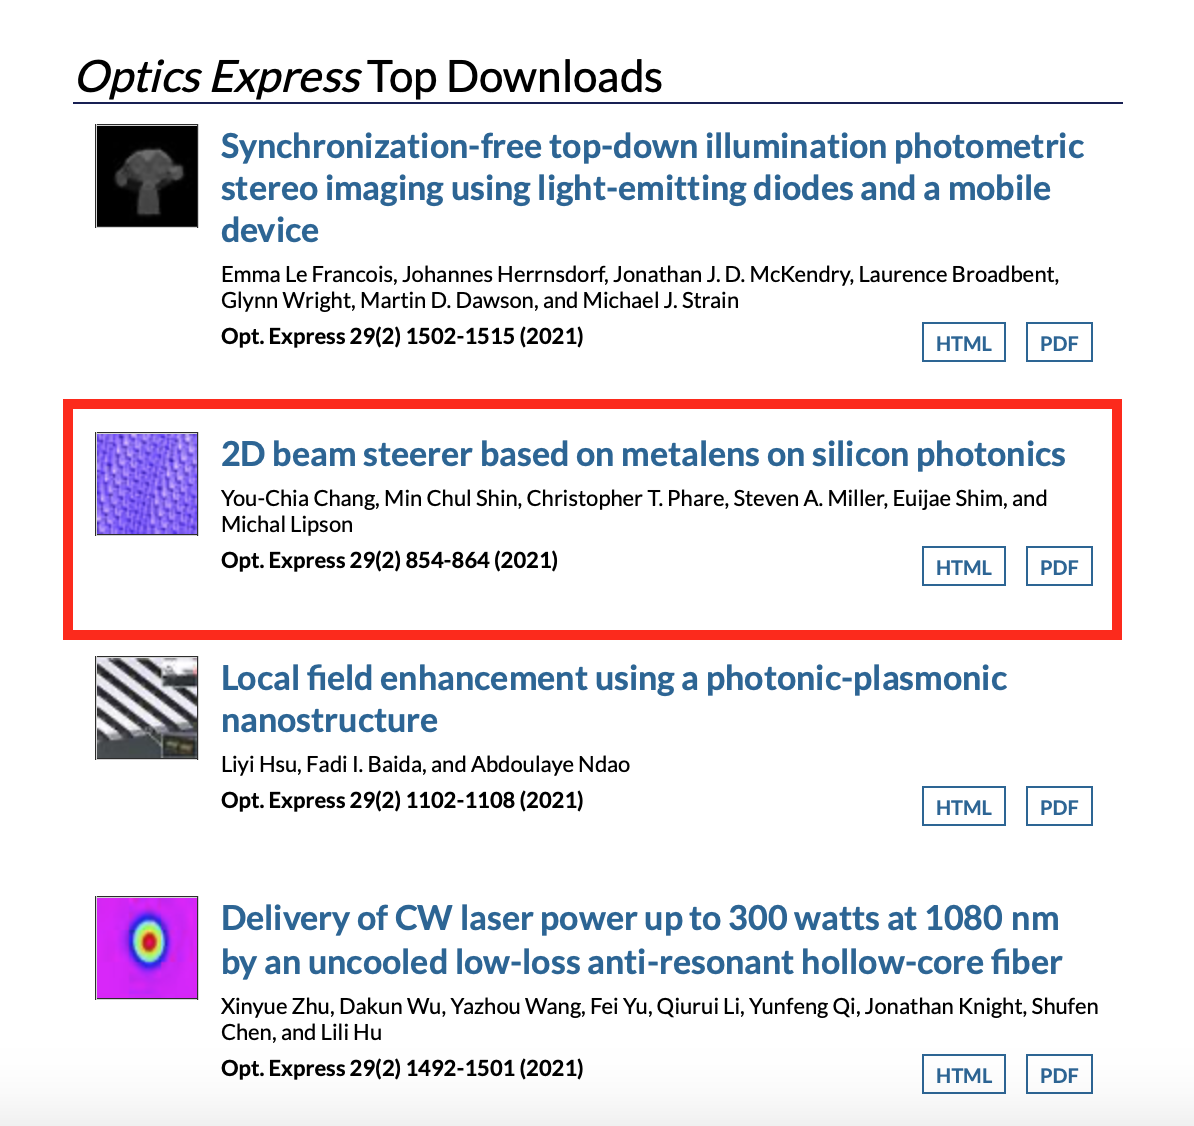 Optics Express Top Downloads
Synchronization-free top-down illumination photometric
stereo imaging using light-emitting diodes and a mobile
device
Emma Le Francois, Johannes Herrnsdorf, Jonathan J. D. McKendry, Laurence Broadbent,
Glynn Wright, Martin D. Dawson, and Michael J. Strain
Opt. Express 29(2) 1502-1515 (2021)
HTML PDF
2D beam steerer based on metalens on silicon photonics
You-Chia Chang, Min Chul Shin, Christopher T. Phare, Steven A. Miller, Euijae Shim, and
Michal Lipson
Opt. Express 29(2) 854-864 (2021)
HTML PDF
Local field enhancement using a photonic-plasmonic
nanostructure
Liyi Hsu, Fadi I. Baida, and Abdoulaye Ndao
Opt. Express 29(2) 1102-1108 (2021)
HTML PDF
Delivery of CW laser power up to 300 watts at 1080 nm
by an uncooled low-loss anti-resonant hollow-core fiber
Xinyue Zhu, Dakun Wu, Yazhou Wang, Fei Yu, Qiurui Li, Yunfeng Qi, Jonathan Knight, Shufen
Chen, and Lili Hu
Opt. Express 29(2) 1492-1501 (2021)
HTML PDF